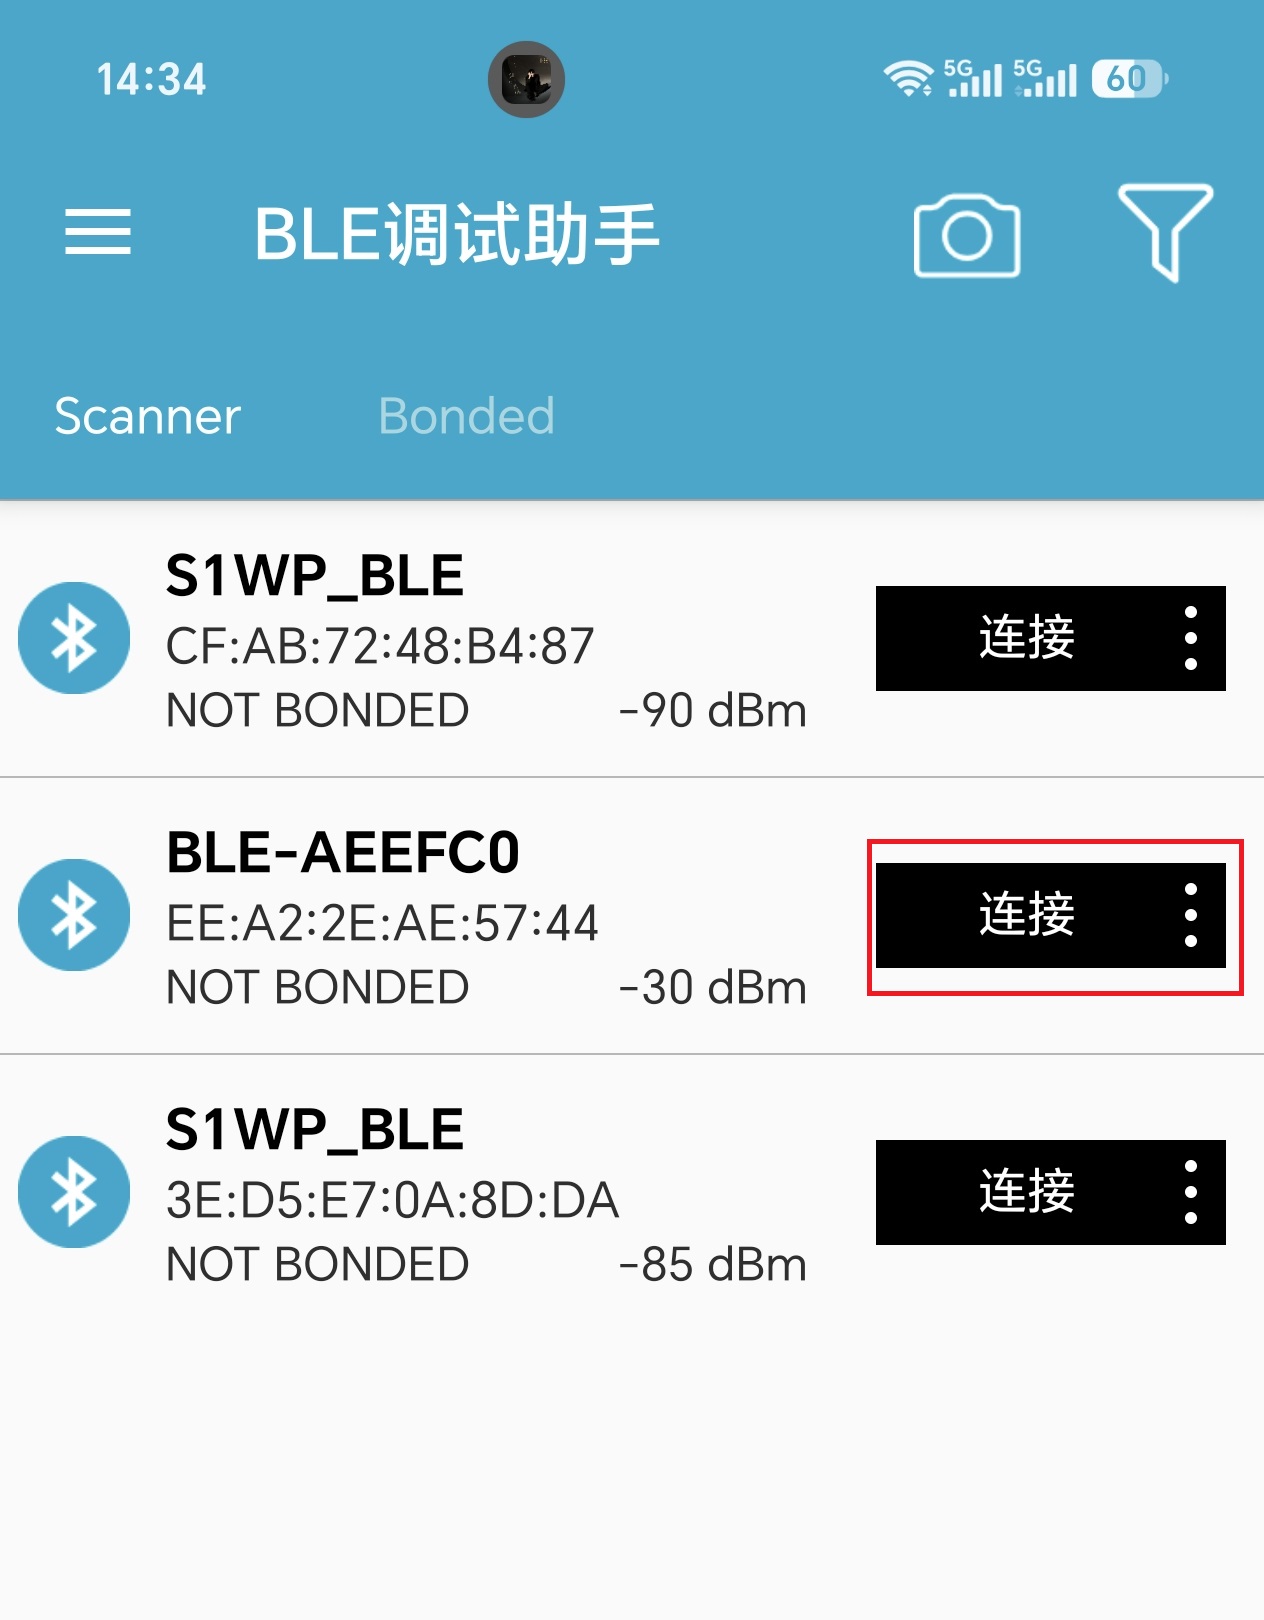 14:34
5G 5G 60
BLE调试助手
Scanner Bonded
S1WP_BLE
CF:AB:72:48:B4:87
连接
NOT BONDED -90 dBm
BLE-AEEFC0
EE:A2:2E:AE:57:44
连接
NOT BONDED -30 dBm
S1WP_BLE
3E:D5:E7:0A:8D:DA
连接
NOT BONDED -85 dBm